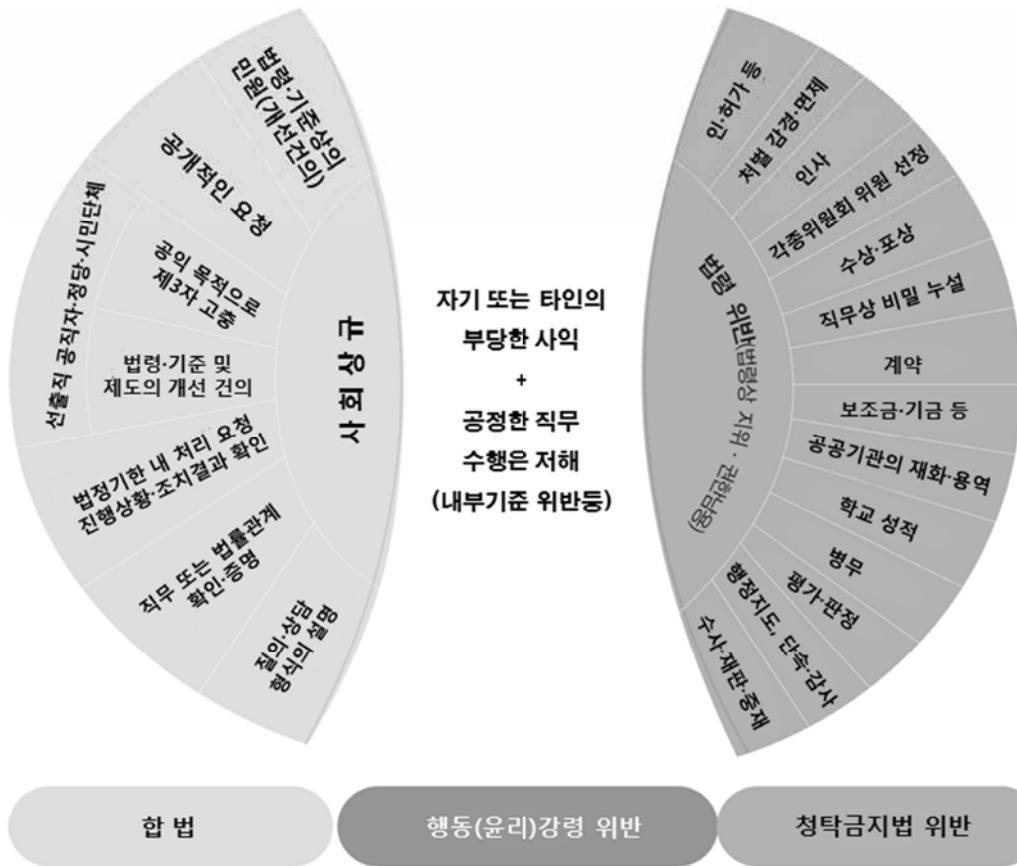 법령·기준상의
민원(개선건의)
공개적인 요청
선출직 공직자·정당·시민단체
공익 목적으로
제3자 고충
법령·기준 및
제도의 개선 건의
법정기한 내 처리 요청
진행상황·조치결과 확인
직무 또는 법률관계
확인·증명
질의·상담
형식의 설명
사회상규
자기 또는 타인의
부당한 사익
+
공정한 직무
수행은 저해
(내부기준 위반등)
법령 위반(법령상 지위·권한남용)
인·허가 등
처벌 감경·면제
인사
각종위원회 위원 선정
수상·포상
직무상 비밀 누설
계약
보조금·기금 등
공공기관의 재화·용역
학교 성적
병무
평가·판정
행정지도, 단속·감사
수사·재판·중재
합 법
행동(윤리)강령 위반
청탁금지법 위반